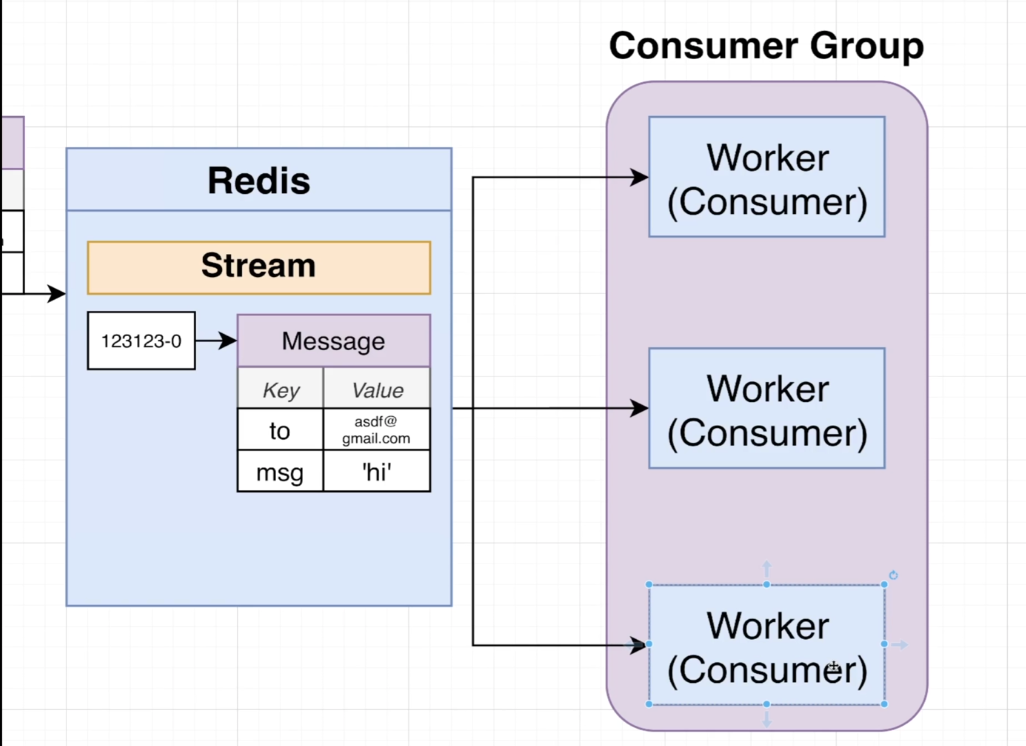 Consumer Group
Redis
Stream
123123-0
Message
Key Value
to asdf@
gmail.com
msg 'hi'
Worker
(Consumer)
Worker
(Consumer)
Worker
(Consumer)